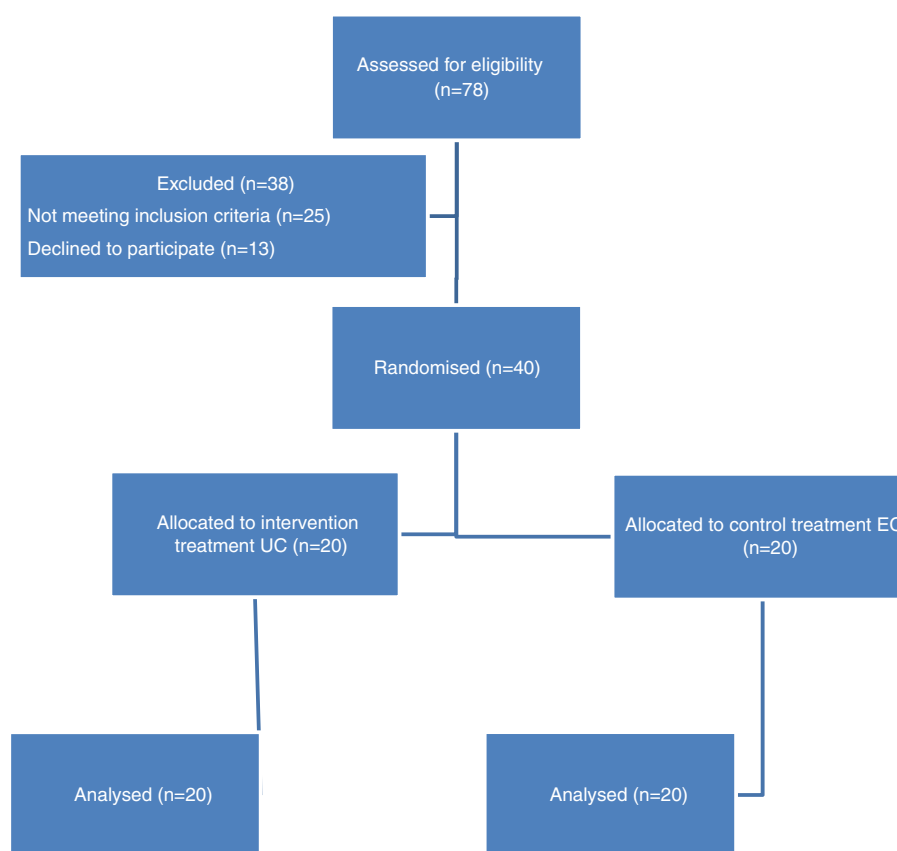 Assessed for eligibility
(n=78)
Excluded (n=38)
Not meeting inclusion criteria (n=25)
Declined to participate (n=13)
Randomised (n=40)
Allocated to intervention
treatment UC (n=20)
Allocated to control treatment
(n=20)
Analysed (n=20)
Analysed (n=20)